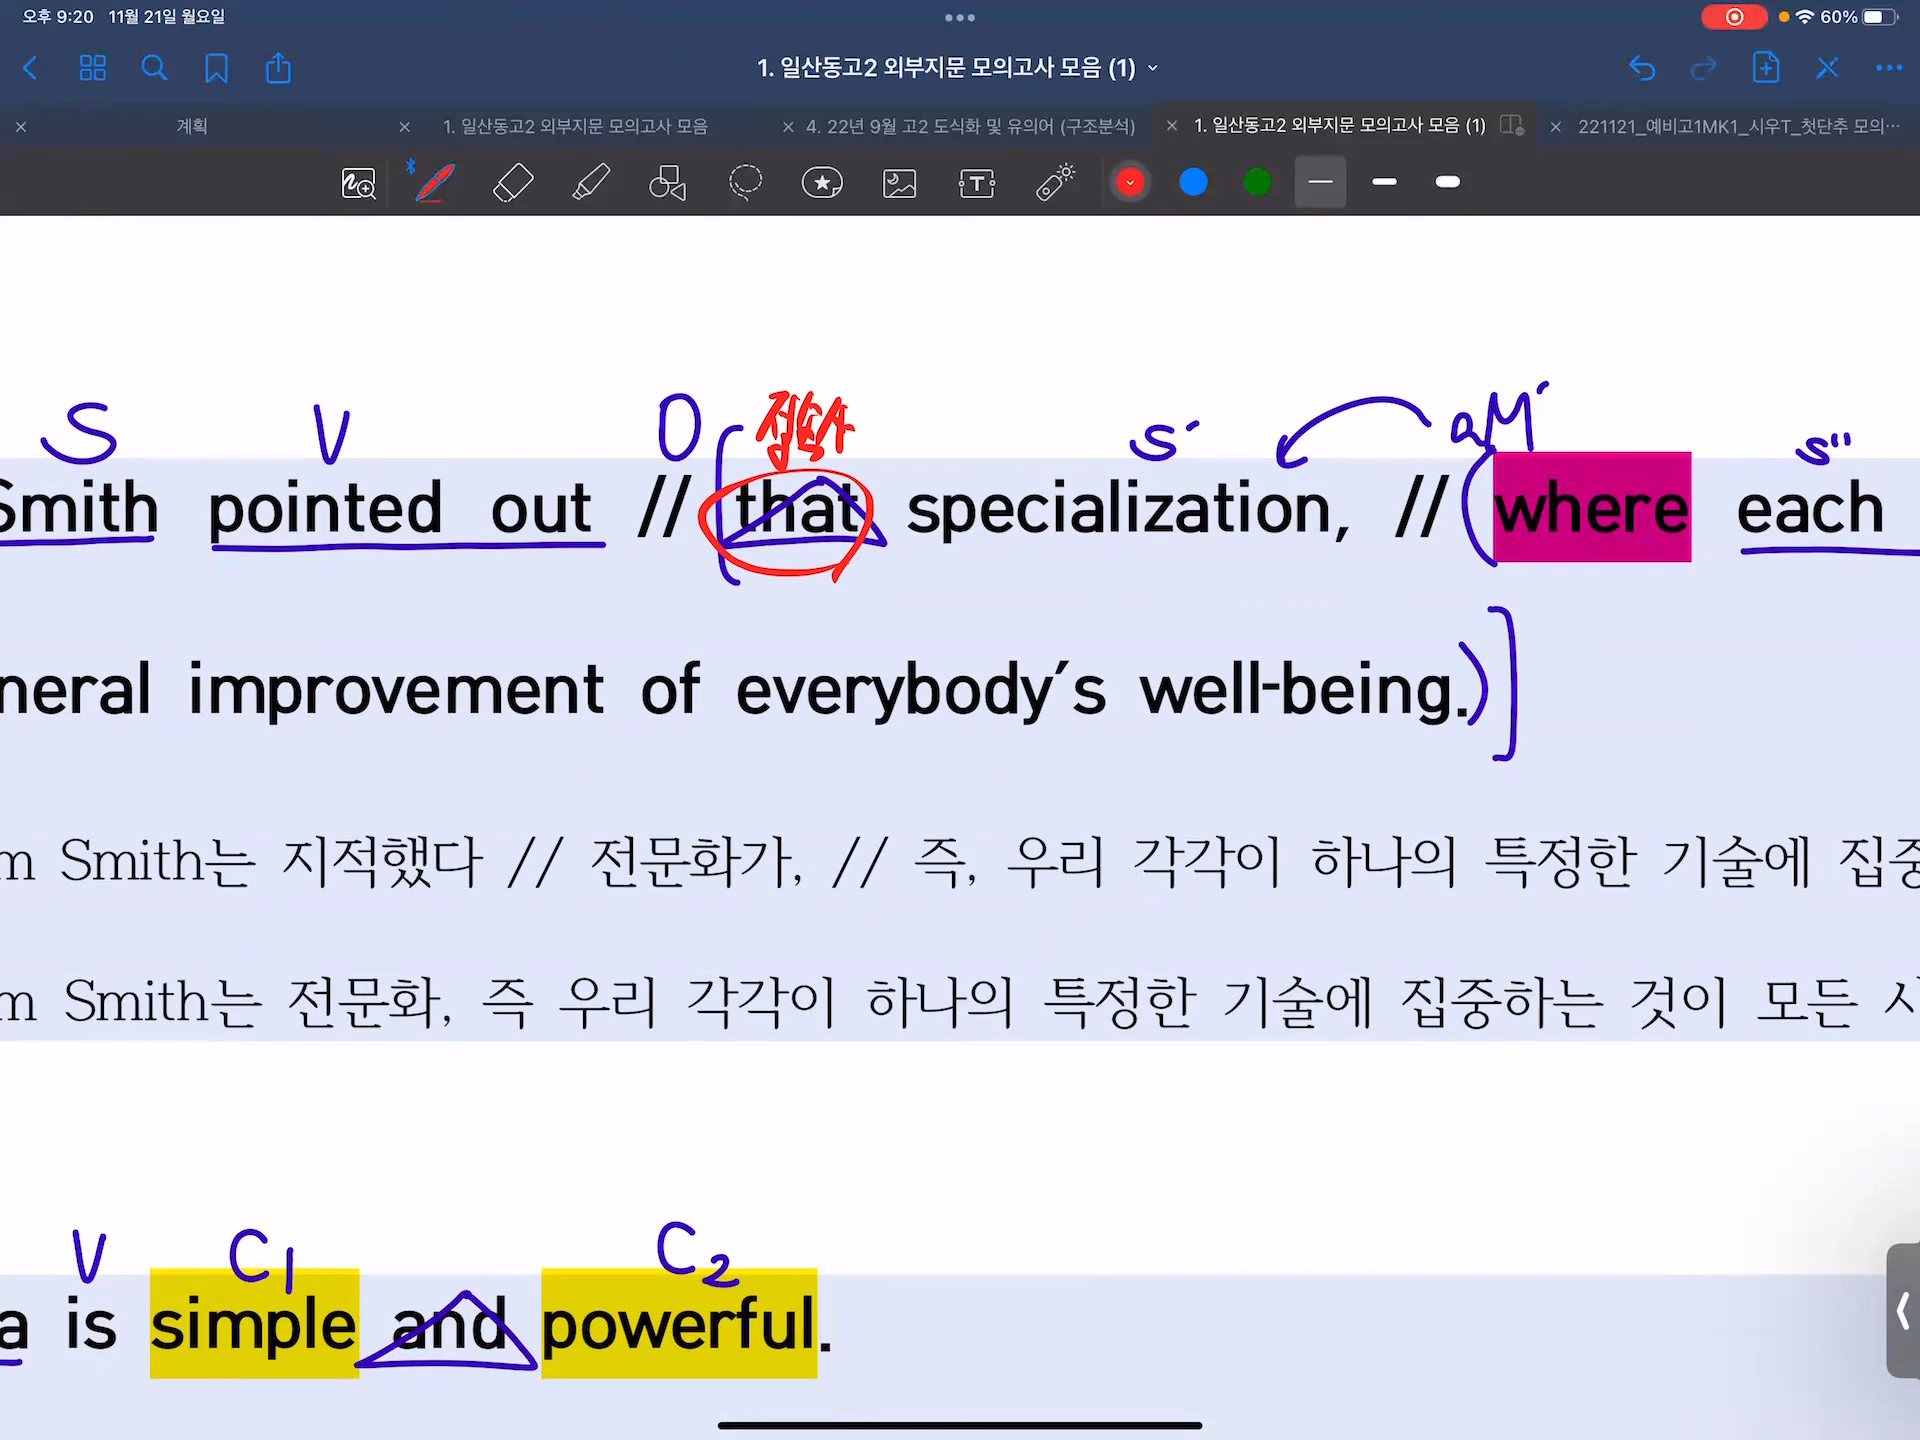 오후 9:20 11월 21일 월요일
60%
1. 일산동고2 외부지문 모의고사 모음 (1)
계획
1. 일산동고2 외부지문 모의고사 모음
4. 22년 9월 고2 도식화 및 유의어 (구조분석)
1. 일산동고2 외부지문 모의고사 모음 (1)
221121_예비고1MK1_시우T_첫단추 모의…
S V O 접속사 S' aM' S"
Smith pointed out // that specialization, // where each
neral improvement of everybody's well-being.
m Smith는 지적했다 // 전문화가, // 즉, 우리 각각이 하나의 특정한 기술에 집중
m Smith는 전문화, 즉 우리 각각이 하나의 특정한 기술에 집중하는 것이 모든 사
V C1 C2
a is simple and powerful.